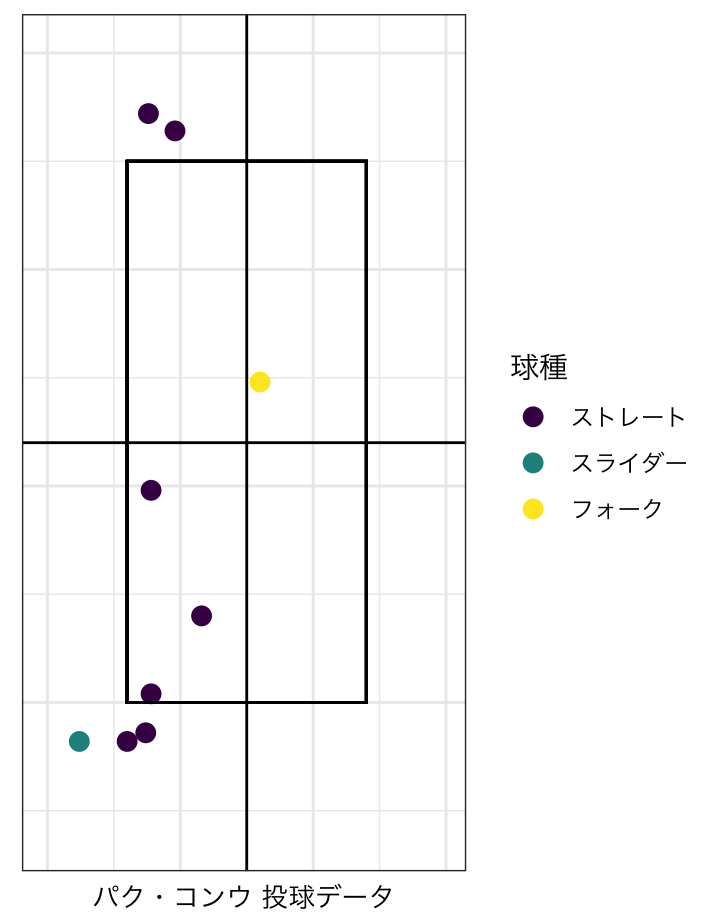 球種
ストレート
スライダー
フォーク
パク・コンウ 投球データ